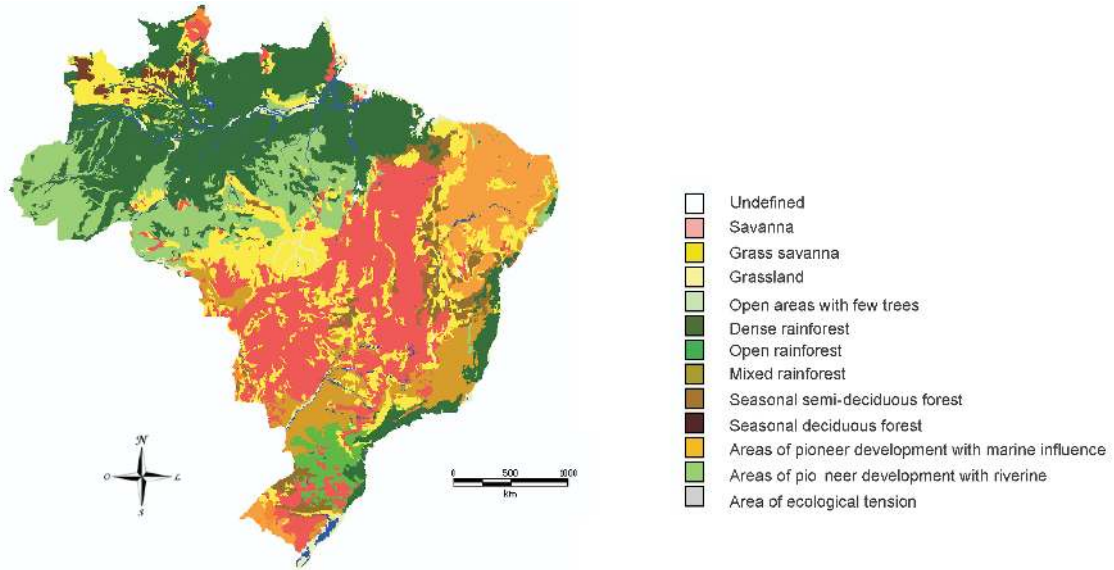 Undefined
Savanna
Grass savanna
Grassland
Open areas with few trees
Dense rainforest
Open rainforest
Mixed rainforest
Seasonal semi-deciduous forest
Seasonal deciduous forest
Areas of pioneer development with marine influence
Areas of pio neer development with riverine
Area of ecological tension
N
O L
S
0 500 1000
km